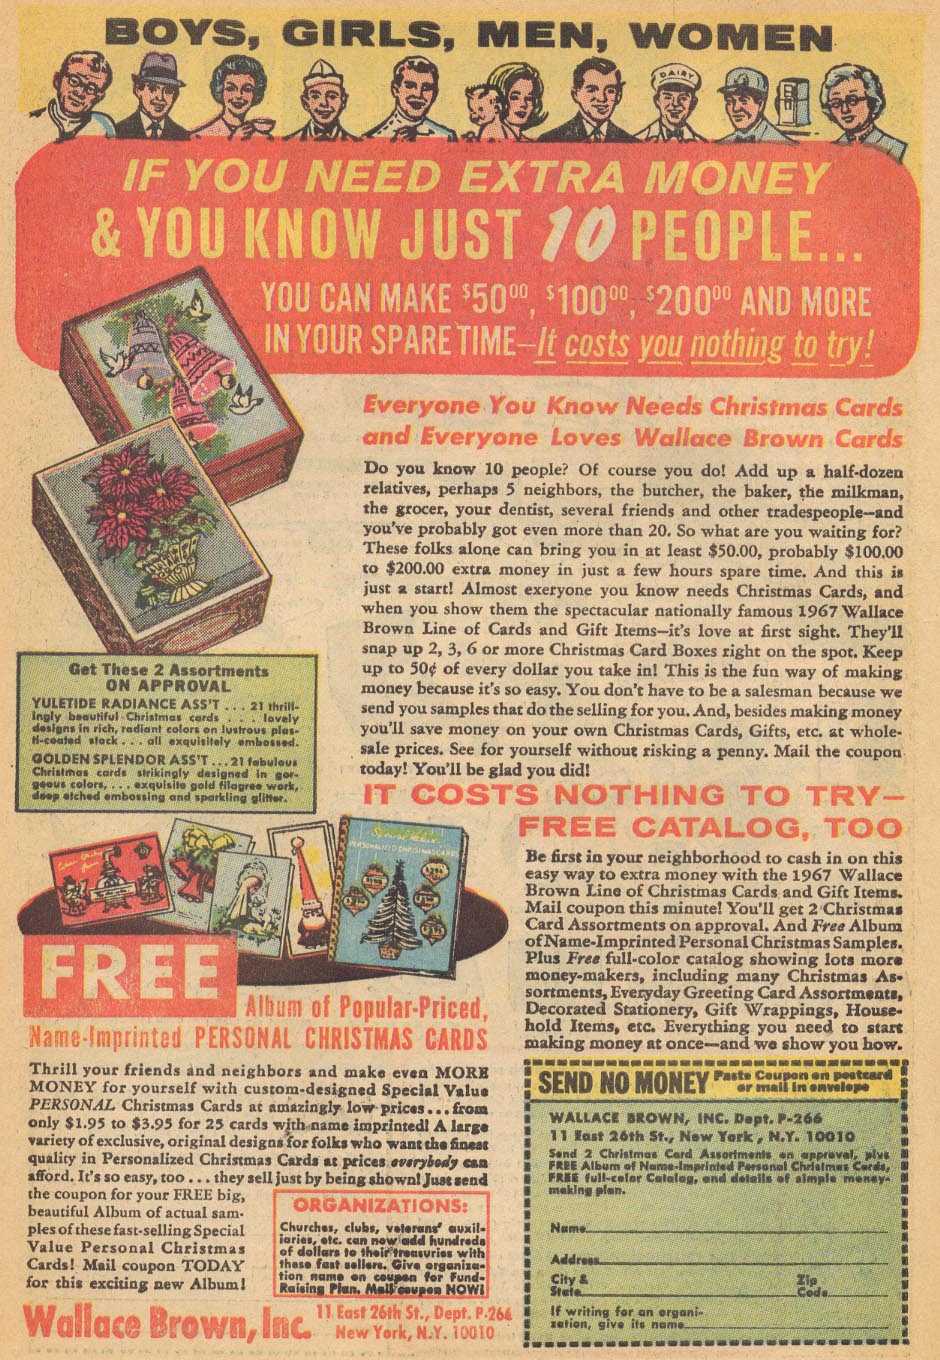 BOYS, GIRLS, MEN, WOMEN
DAIRY
IF YOU NEED EXTRA MONEY
& YOU KNOW JUST 10 PEOPLE...
YOU CAN MAKE $50⁰⁰, $100⁰⁰, $200⁰⁰ AND MORE
IN YOUR SPARE TIME—It costs you nothing to try!
Everyone You Know Needs Christmas Cards
and Everyone Loves Wallace Brown Cards
Do you know 10 people? Of course you do! Add up a half-dozen
relatives, perhaps 5 neighbors, the butcher, the baker, the milkman,
the grocer, your dentist, several friends and other tradespeople—and
you've probably got even more than 20. So what are you waiting for?
These folks alone can bring you in at least $50.00, probably $100.00
to $200.00 extra money in just a few hours spare time. And this is
just a start! Almost exeryone you know needs Christmas Cards, and
when you show them the spectacular nationally famous 1967 Wallace
Brown Line of Cards and Gift Items—it's love at first sight. They'll
snap up 2, 3, 6 or more Christmas Card Boxes right on the spot. Keep
up to 50¢ of every dollar you take in! This is the fun way of making
money because it's so easy. You don't have to be a salesman because we
send you samples that do the selling for you. And, besides making money
you'll save money on your own Christmas Cards, Gifts, etc. at whole-
sale prices. See for yourself without risking a penny. Mail the coupon
today! You'll be glad you did!
Get These 2 Assortments
ON APPROVAL
YULETIDE RADIANCE ASS'T . . . 21 thrill-
ingly beautiful Christmas cards . . . . lovely
designs in rich, radiant colors on lustrous plas-
ti-coated stock . . . all exquisitely embossed.
GOLDEN SPLENDOR ASS'T . . . 21 fabulous
Christmas cards strikingly designed in gor-
geous colors, . . . exquisite gold filagree work,
deep etched embossing and sparkling glitter.
IT COSTS NOTHING TO TRY—
FREE CATALOG, TOO
Be first in your neighborhood to cash in on this
easy way to extra money with the 1967 Wallace
Brown Line of Christmas Cards and Gift Items.
Mail coupon this minute! You'll get 2 Christmas
Card Assortments on approval. And Free Album
of Name-Imprinted Personal Christmas Samples.
Plus Free full-color catalog showing lots more
money-makers, including many Christmas As-
sortments, Everyday Greeting Card Assortments,
Decorated Stationery, Gift Wrappings, House-
hold Items, etc. Everything you need to start
making money at once—and we show you how.
Special Value
PERSONALIZED CHRISTMAS CARDS
FREE
Album of Popular-Priced,
Name-Imprinted PERSONAL CHRISTMAS CARDS
Thrill your friends and neighbors and make even MORE
MONEY for yourself with custom-designed Special Value
PERSONAL Christmas Cards at amazingly low prices . . . from
only $1.95 to $3.95 for 25 cards with name imprinted! A large
variety of exclusive, original designs for folks who want the finest
quality in Personalized Christmas Cards at prices everybody can
afford. It's so easy, too . . . they sell just by being shown! Just send
the coupon for your FREE big,
beautiful Album of actual sam-
ples of these fast-selling Special
Value Personal Christmas
Cards! Mail coupon TODAY
for this exciting new Album!
ORGANIZATIONS:
Churches, clubs, veterans' auxil-
iaries, etc. can now add hundreds
of dollars to their treasuries with
these fast sellers. Give organiza-
tion name on coupon for Fund-
Raising Plan. Mail coupon NOW!
Wallace Brown, Inc.
11 East 26th St., Dept. P-266
New York, N.Y. 10010
SEND NO MONEY Paste Coupon on postcard
or mail in envelope
WALLACE BROWN, INC. Dept. P-266
11 East 26th St., New York, N.Y. 10010
Send 2 Christmas Card Assortments on approval, plus
FREE Album of Name-Imprinted Personal Christmas Cards,
FREE full-color Catalog, and details of simple money-
making plan.
Name
Address
City & State
Zip Code
If writing for an organi-
zation, give its name